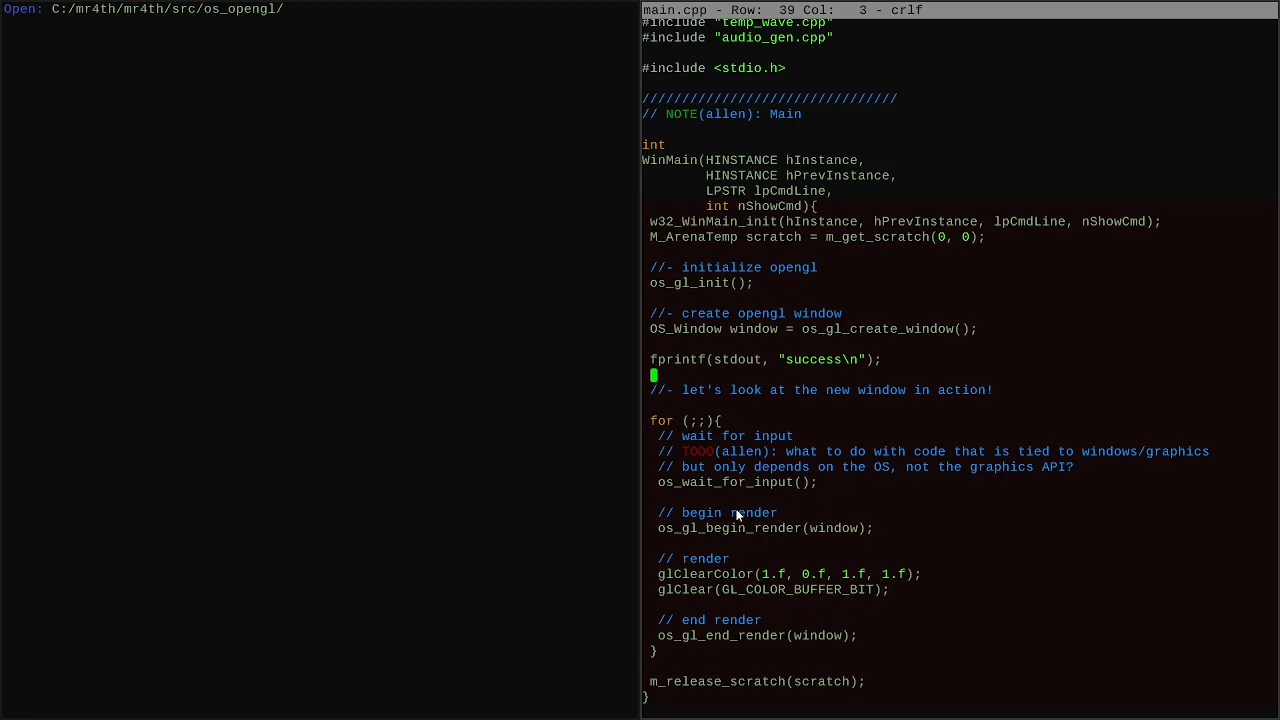 Open: C:/mr4th/mr4th/src/os_opengl/
main.cpp - Row:  39 Col:   3 - crlf
#include "temp_wave.cpp"
#include "audio_gen.cpp"
#include <stdio.h>
////////////////////////////////
// NOTE(allen): Main
int
WinMain(HINSTANCE hInstance,
        HINSTANCE hPrevInstance,
        LPSTR lpCmdLine,
        int nShowCmd){
 w32_WinMain_init(hInstance, hPrevInstance, lpCmdLine, nShowCmd);
 M_ArenaTemp scratch = m_get_scratch(0, 0);
 //- initialize opengl
 os_gl_init();
 //- create opengl window
 OS_Window window = os_gl_create_window();
 fprintf(stdout, "success\n");
 //- let's look at the new window in action!
 for (;;){
  // wait for input
  // TODO(allen): what to do with code that is tied to windows/graphics
  // but only depends on the OS, not the graphics API?
  os_wait_for_input();
  // begin render
  os_gl_begin_render(window);
  // render
  glClearColor(1.f, 0.f, 1.f, 1.f);
  glClear(GL_COLOR_BUFFER_BIT);
  // end render
  os_gl_end_render(window);
 }
 m_release_scratch(scratch);
}